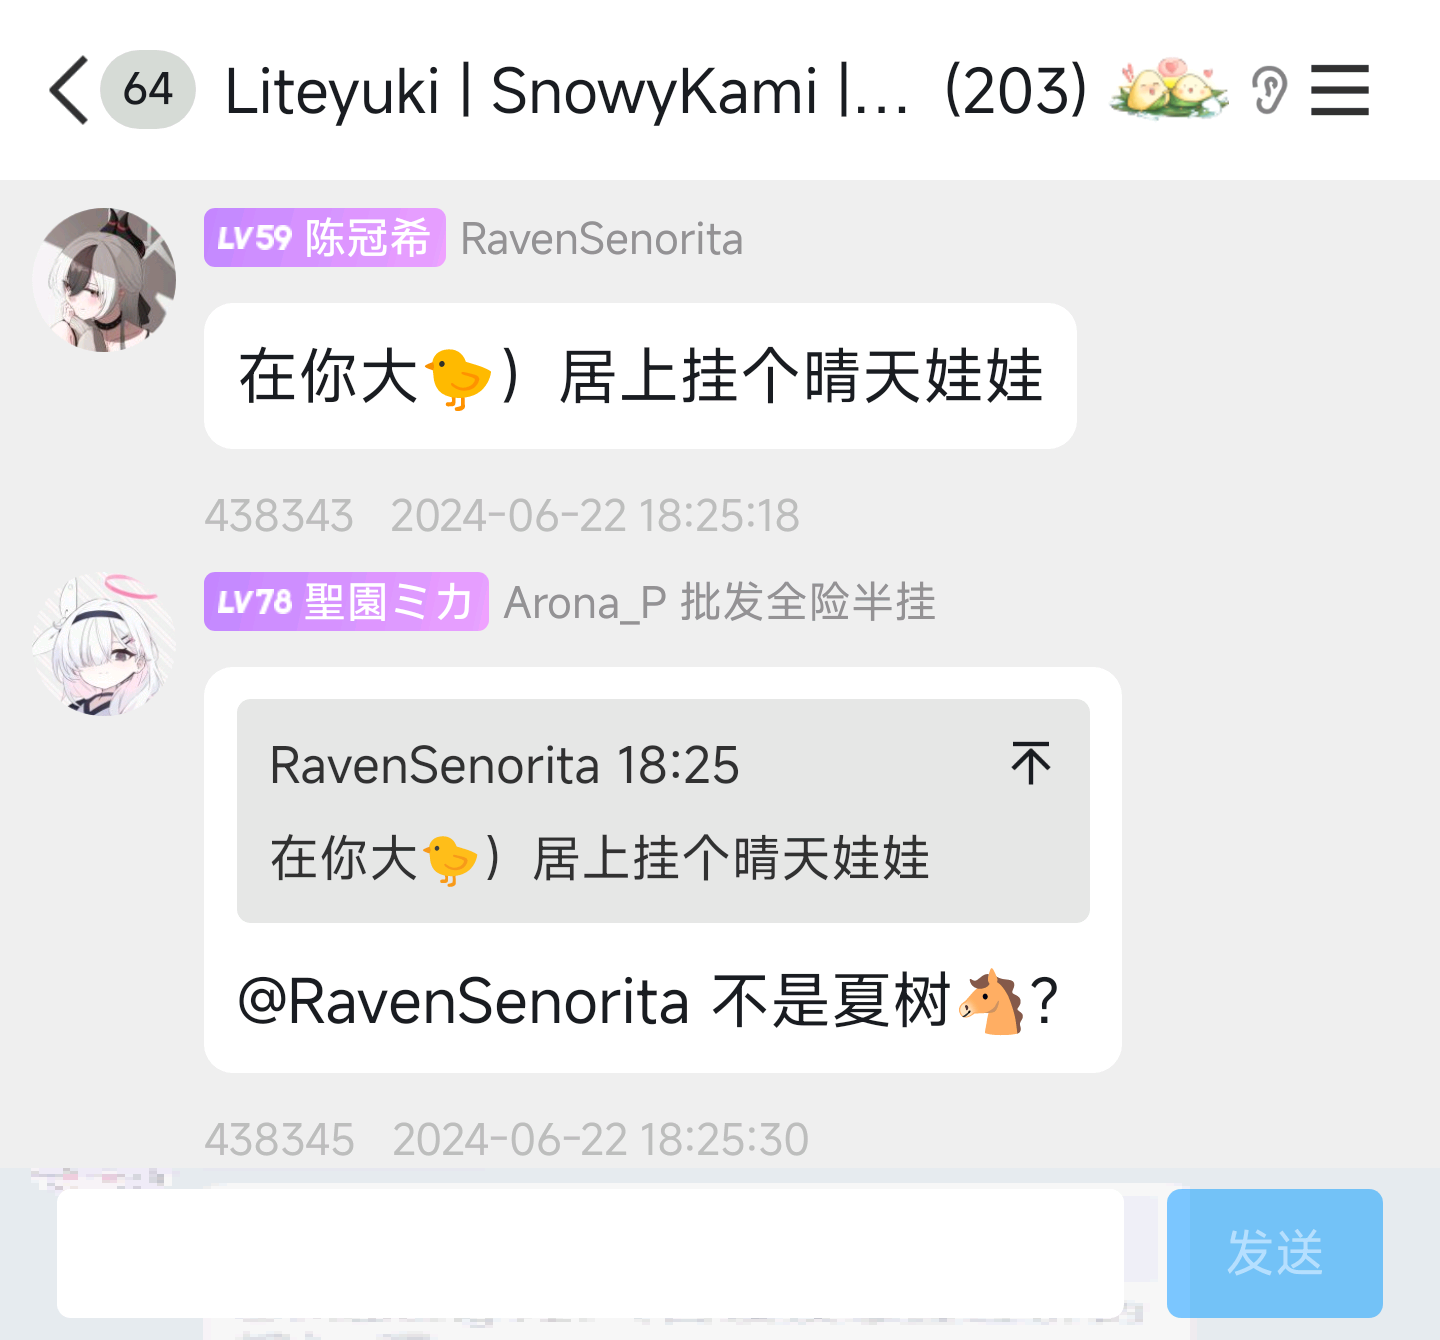 64 Liteyuki | SnowyKami |... (203)
LV59 陈冠希 RavenSenorita
在你大🐤）居上挂个晴天娃娃
438343 2024-06-22 18:25:18
LV78 聖園ミカ Arona_P 批发全险半挂
RavenSenorita 18:25
在你大🐤）居上挂个晴天娃娃
@RavenSenorita 不是夏树🐴?
438345 2024-06-22 18:25:30
发送